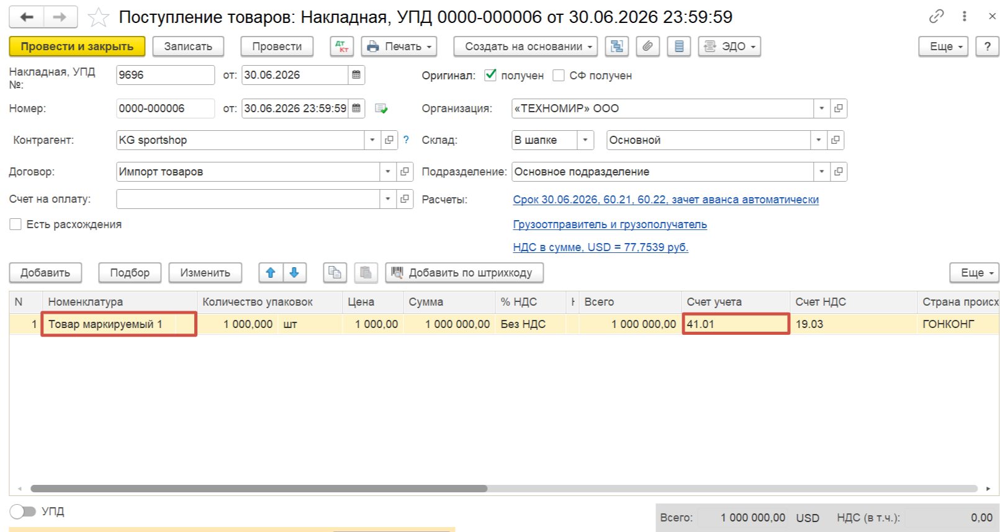 Поступление товаров: Накладная, УПД 0000-000006 от 30.06.2026 23:59:59
Провести и закрыть Записать Провести Дт Кт Печать Создать на основании ЭДО Еще ?
Накладная, УПД №: 9696 от: 30.06.2026 Оригинал: получен СФ получен
Номер: 0000-000006 от: 30.06.2026 23:59:59 Организация: «ТЕХНОМИР» ООО
Контрагент: KG sportshop ? Склад: В шапке Основной
Договор: Импорт товаров Подразделение: Основное подразделение
Счет на оплату: Расчеты: Срок 30.06.2026, 60.21, 60.22, зачет аванса автоматически
Есть расхождения Грузоотправитель и грузополучатель
НДС в сумме, USD = 77,7539 руб.
Добавить Подбор Изменить Добавить по штрихкоду Еще
N Номенклатура Количество упаковок Цена Сумма % НДС Всего Счет учета Счет НДС Страна происх
1 Товар маркируемый 1 1 000,000 шт 1 000,00 1 000 000,00 Без НДС 1 000 000,00 41.01 19.03 ГОНКОНГ
УПД
Всего: 1 000 000,00 USD НДС (в т.ч.): 0,00